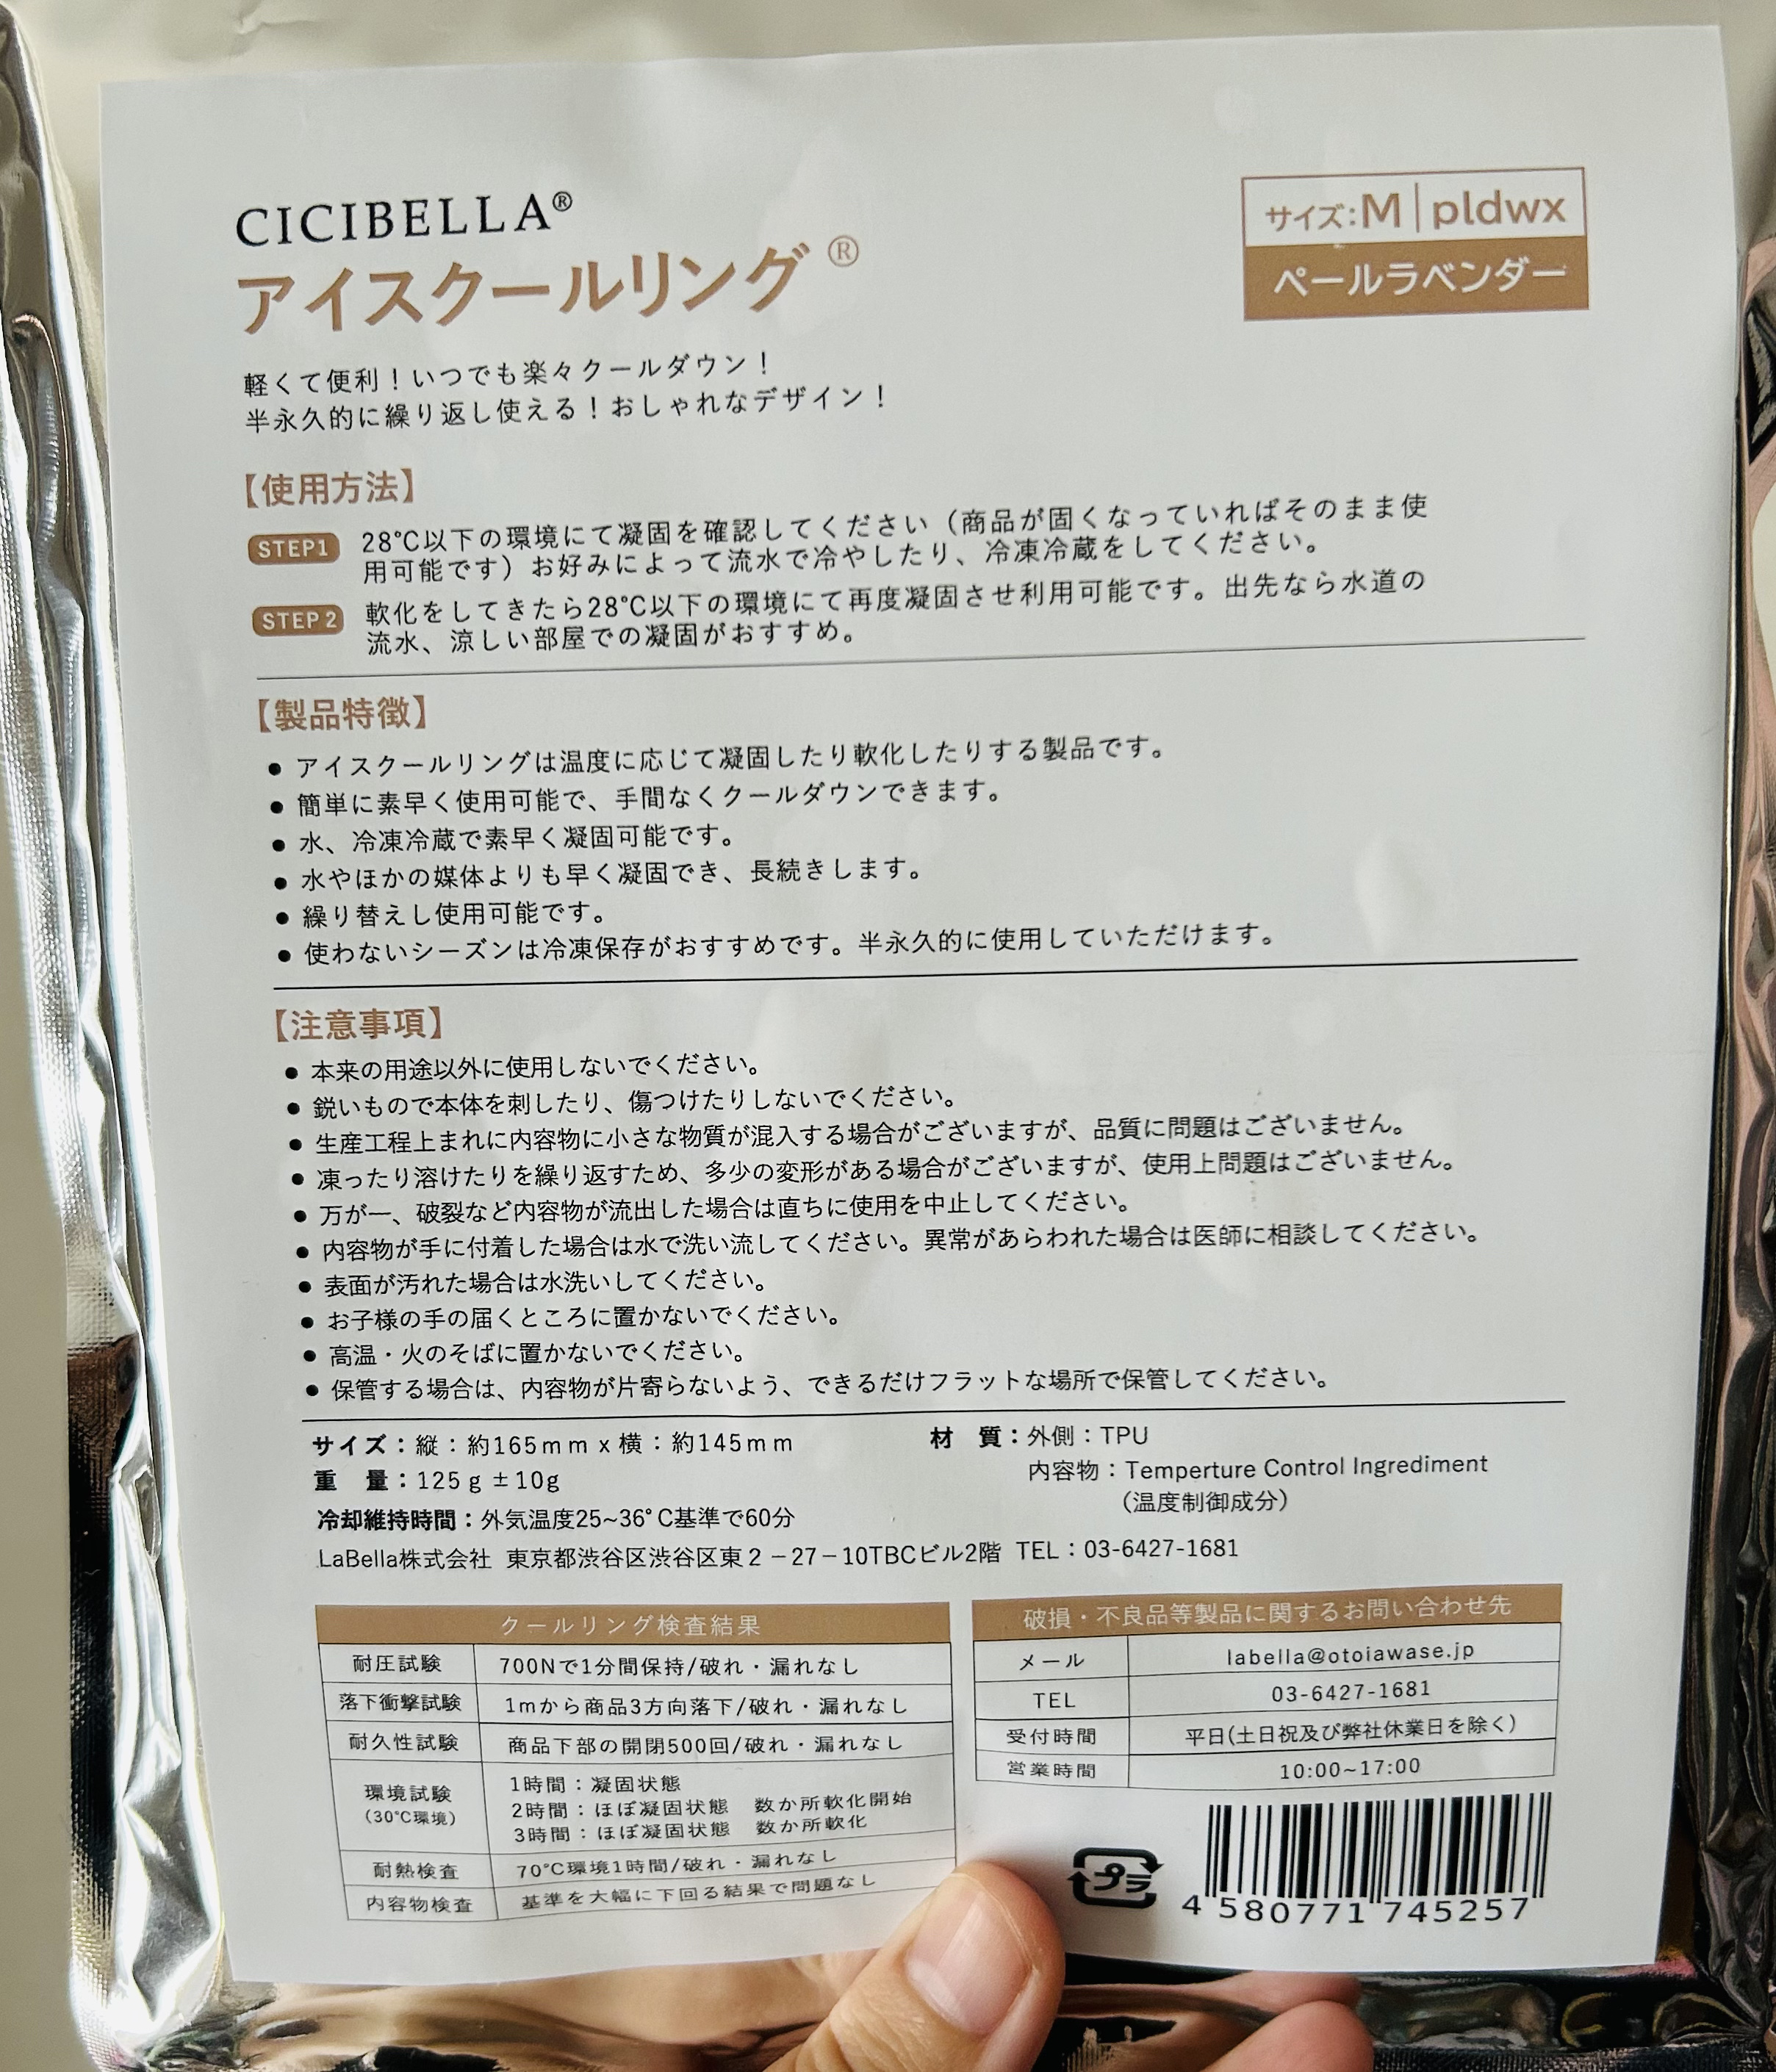 CICIBELLA®
アイスクールリング®
サイズ:M|pldwx
ペールラベンダー
軽くて便利！いつでも楽々クールダウン！
半永久的に繰り返し使える！おしゃれなデザイン！
【使用方法】
STEP1 28℃以下の環境にて凝固を確認してください（商品が固くなっていればそのまま使
用可能です）お好みによって流水で冷やしたり、冷凍冷蔵をしてください。
STEP2 軟化をしてきたら28℃以下の環境にて再度凝固させ利用可能です。出先なら水道の
流水、涼しい部屋での凝固がおすすめ。
【製品特徴】
● アイスクールリングは温度に応じて凝固したり軟化したりする製品です。
● 簡単に素早く使用可能で、手間なくクールダウンできます。
● 水、冷凍冷蔵で素早く凝固可能です。
● 水やほかの媒体よりも早く凝固でき、長続きします。
● 繰り替えし使用可能です。
● 使わないシーズンは冷凍保存がおすすめです。半永久的に使用していただけます。
【注意事項】
● 本来の用途以外に使用しないでください。
● 鋭いもので本体を刺したり、傷つけたりしないでください。
● 生産工程上まれに内容物に小さな物質が混入する場合がございますが、品質に問題はございません。
● 凍ったり溶けたりを繰り返すため、多少の変形がある場合がございますが、使用上問題はございません。
● 万が一、破裂など内容物が流出した場合は直ちに使用を中止してください。
● 内容物が手に付着した場合は水で洗い流してください。異常があらわれた場合は医師に相談してください。
● 表面が汚れた場合は水洗いしてください。
● お子様の手の届くところに置かないでください。
● 高温・火のそばに置かないでください。
● 保管する場合は、内容物が片寄らないよう、できるだけフラットな場所で保管してください。
サイズ：縦：約165mm x 横：約145mm
重　量：125g ±10g
冷却維持時間：外気温度25~36°C基準で60分
材　質：外側：TPU
内容物：Temperture Control Ingrediment
（温度制御成分）
LaBella株式会社 東京都渋谷区渋谷区東２－27－10TBCビル2階 TEL：03-6427-1681
クールリング検査結果
耐圧試験 700Nで1分間保持/破れ・漏れなし
落下衝撃試験 1mから商品3方向落下/破れ・漏れなし
耐久性試験 商品下部の開閉500回/破れ・漏れなし
環境試験
（30℃環境）
1時間：凝固状態
2時間：ほぼ凝固状態　数か所軟化開始
3時間：ほぼ凝固状態　数か所軟化
耐熱検査 70℃環境1時間/破れ・漏れなし
内容物検査 基準を大幅に下回る結果で問題なし
破損・不良品等製品に関するお問い合わせ先
メール labella@otoiawase.jp
TEL 03-6427-1681
受付時間 平日(土日祝及び弊社休業日を除く)
営業時間 10:00~17:00
プラ
4 580771 745257